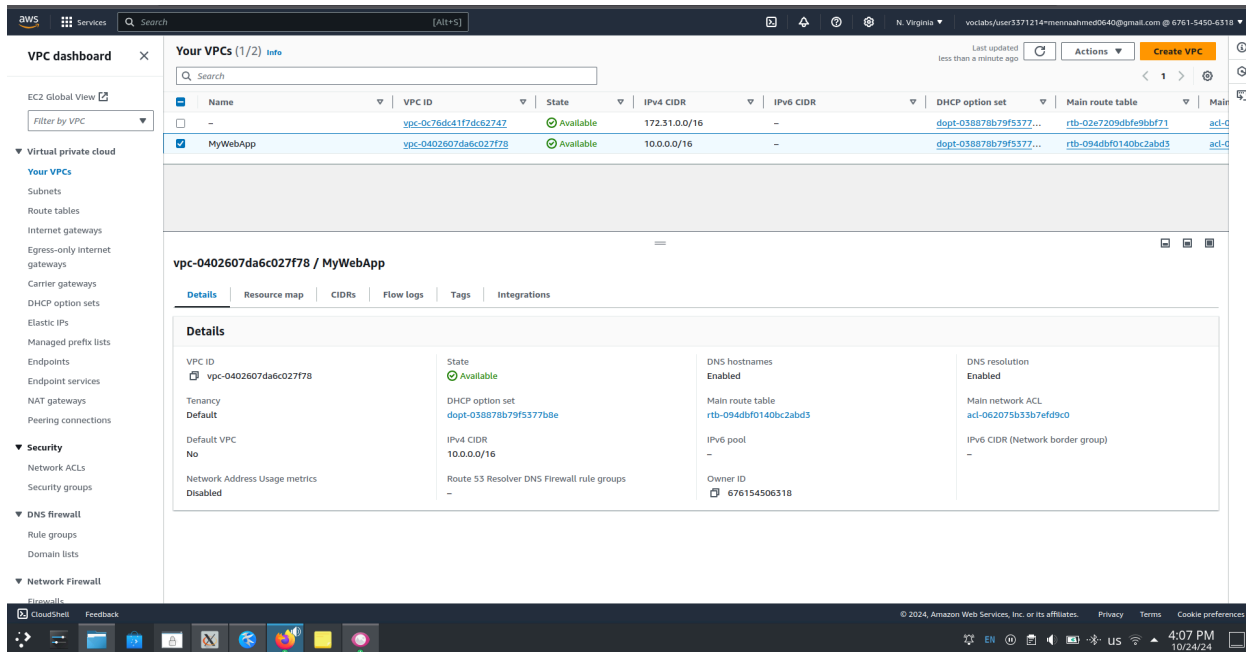 aws Services Search [Alt+S] N. Virginia voclabs/user3371214=mennaahmed0640@gmail.com @ 6761-5450-6318
VPC dashboard
EC2 Global View
Filter by VPC
Virtual private cloud
Your VPCs
Subnets
Route tables
Internet gateways
Egress-only internet
gateways
Carrier gateways
DHCP option sets
Elastic IPs
Managed prefix lists
Endpoints
Endpoint services
NAT gateways
Peering connections
Security
Network ACLs
Security groups
DNS firewall
Rule groups
Domain lists
Network Firewall
Firewalls
Your VPCs (1/2) Info
Last updated
less than a minute ago
Actions
Create VPC
Search
1
Name VPC ID State IPv4 CIDR IPv6 CIDR DHCP option set Main route table Main
– vpc-0c76dc41f7dc62747 Available 172.31.0.0/16 – dopt-038878b79f5377... rtb-02e7209dbfe9bbf71 acl-0
MyWebApp vpc-0402607da6c027f78 Available 10.0.0.0/16 – dopt-038878b79f5377... rtb-094dbf0140bc2abd3 acl-0
vpc-0402607da6c027f78 / MyWebApp
Details Resource map CIDRs Flow logs Tags Integrations
Details
VPC ID State DNS hostnames DNS resolution
vpc-0402607da6c027f78 Available Enabled Enabled
Tenancy DHCP option set Main route table Main network ACL
Default dopt-038878b79f5377b8e rtb-094dbf0140bc2abd3 acl-062075b33b7efd9c0
Default VPC IPv4 CIDR IPv6 pool IPv6 CIDR (Network border group)
No 10.0.0.0/16 – –
Network Address Usage metrics Route 53 Resolver DNS Firewall rule groups Owner ID
Disabled – 676154506318
CloudShell Feedback © 2024, Amazon Web Services, Inc. or its affiliates. Privacy Terms Cookie preferences
EN US 4:07 PM
10/24/24